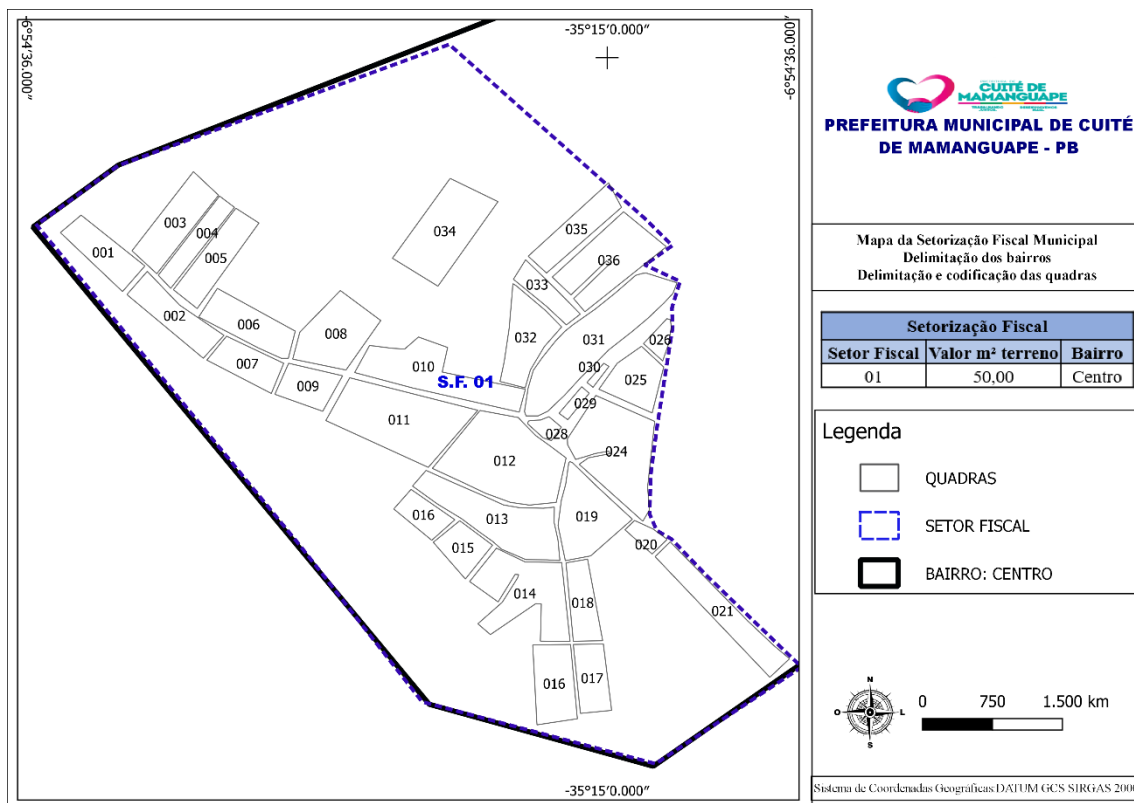 -6°54'36.000"
-35°15'0.000"
-6°54'36.000"
003
001
004
005
034
035
036
033
002
006
008
032
031
026
007
010
030
025
009
S.F. 01
029
011
028
012
024
016
013
019
015
020
014
018
021
016
017
-35°15'0.000"
CUITÉ DE
MAMANGUAPE
PREFEITURA MUNICIPAL DE CUITÉ
DE MAMANGUAPE - PB
Mapa da Setorização Fiscal Municipal
Delimitação dos bairros
Delimitação e codificação das quadras
Setorização Fiscal
Setor Fiscal Valor m² terreno Bairro
01 50,00 Centro
Legenda
QUADRAS
SETOR FISCAL
BAIRRO: CENTRO
N
O L
S
0 750 1.500 km
Sistema de Coordenadas Geográficas:DATUM GCS SIRGAS 200